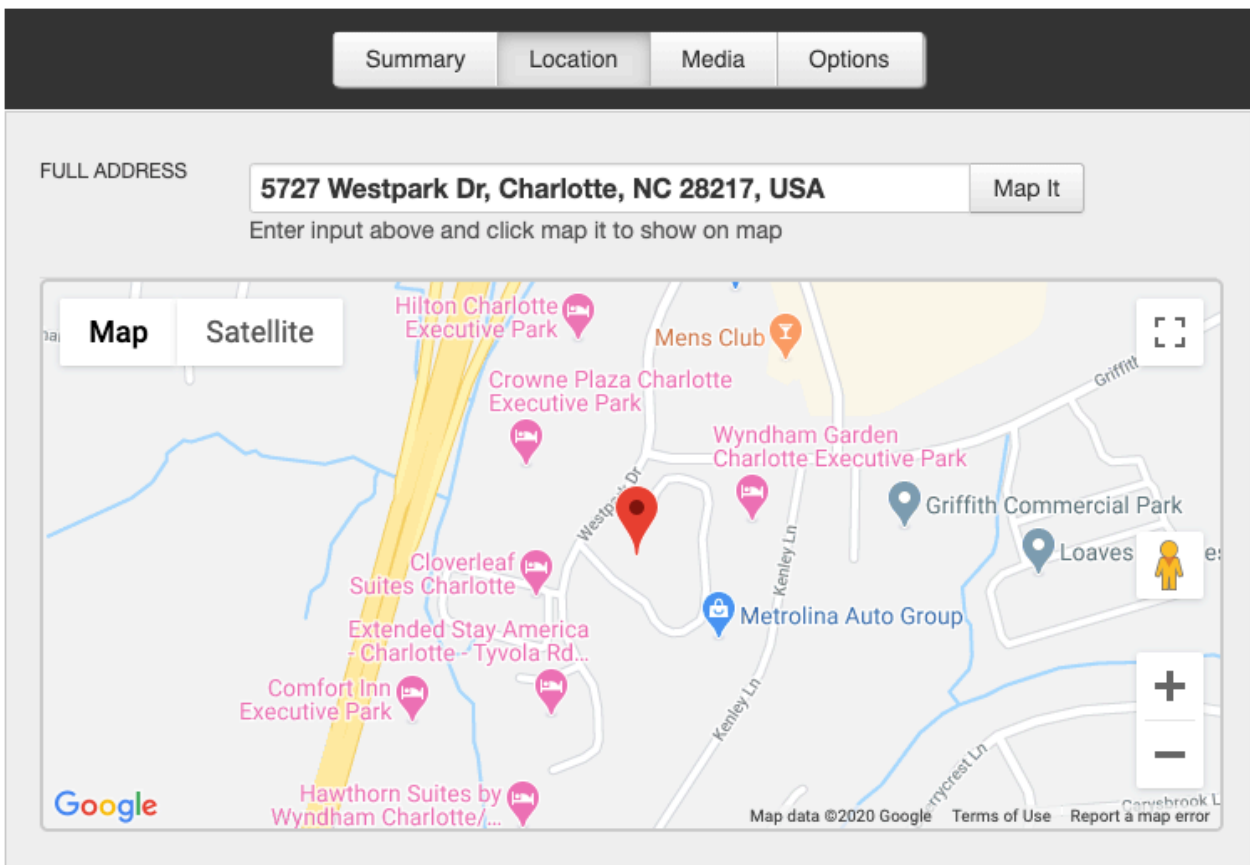 Summary
Location
Media
Options
FULL ADDRESS
5727 Westpark Dr, Charlotte, NC 28217, USA
Map It
Enter input above and click map it to show on map
Map
Satellite
Hilton Charlotte
Executive Park
Mens Club
Griffith
Crowne Plaza Charlotte
Executive Park
Wyndham Garden
Charlotte Executive Park
Westpark Dr
Griffith Commercial Park
Kenley Ln
Loaves
Cloverleaf
Suites Charlotte
Metrolina Auto Group
Extended Stay America
- Charlotte - Tyvola Rd...
Comfort Inn
Executive Park
Kenley Ln
Hawthorn Suites by
Wyndham Charlotte/...
Carysbrook L
Google
Map data ©2020 Google
Terms of Use
Report a map error